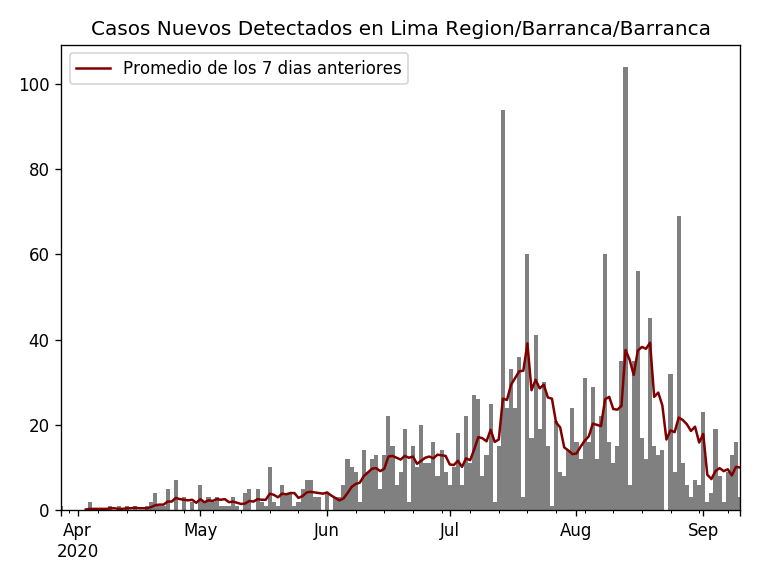 Casos Nuevos Detectados en Lima Region/Barranca/Barranca
Promedio de los 7 dias anteriores
100
80
60
40
20
0
Apr May Jun Jul Aug Sep
2020